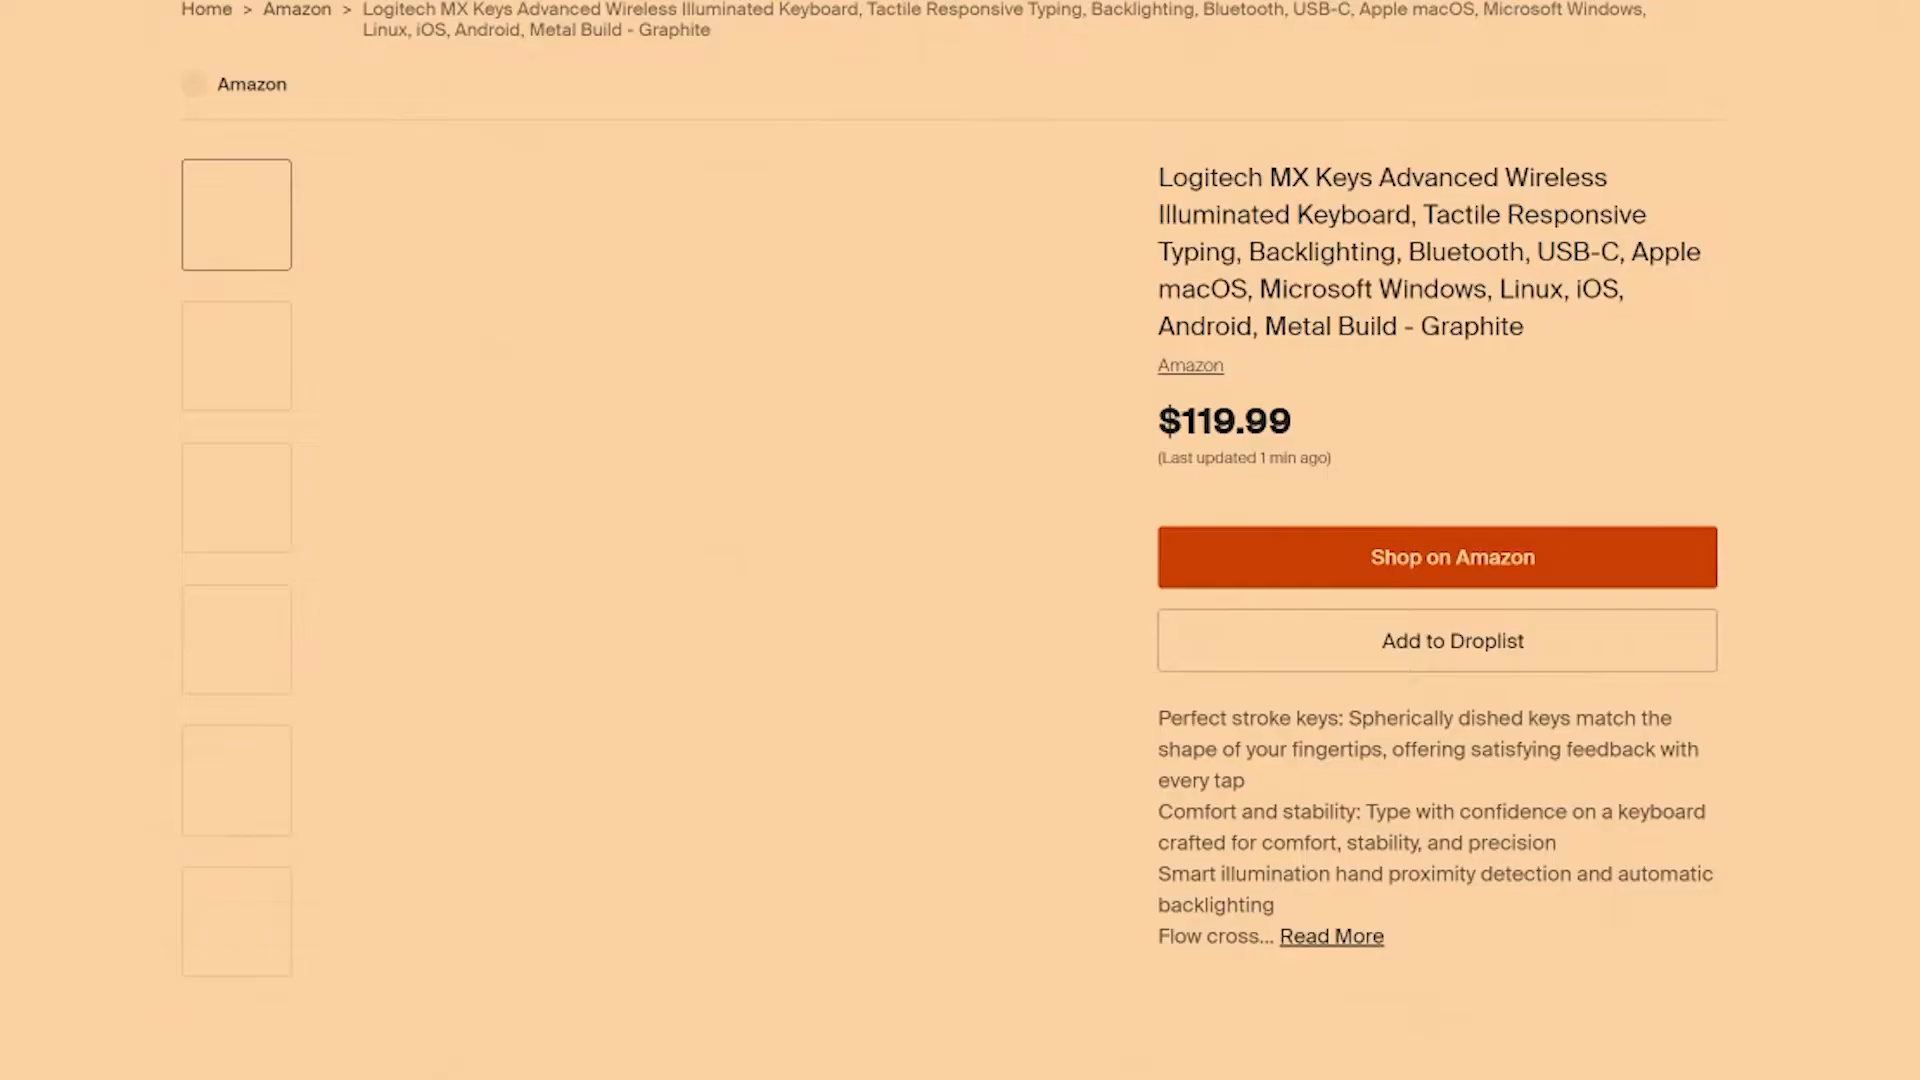 Home > Amazon > Logitech MX Keys Advanced Wireless Illuminated Keyboard, Tactile Responsive Typing, Backlighting, Bluetooth, USB-C, Apple macOS, Microsoft Windows,
Linux, iOS, Android, Metal Build - Graphite
Amazon
Logitech MX Keys Advanced Wireless
Illuminated Keyboard, Tactile Responsive
Typing, Backlighting, Bluetooth, USB-C, Apple
macOS, Microsoft Windows, Linux, iOS,
Android, Metal Build - Graphite
Amazon
$119.99
(Last updated 1 min ago)
Shop on Amazon
Add to Droplist
Perfect stroke keys: Spherically dished keys match the
shape of your fingertips, offering satisfying feedback with
every tap
Comfort and stability: Type with confidence on a keyboard
crafted for comfort, stability, and precision
Smart illumination hand proximity detection and automatic
backlighting
Flow cross... Read More